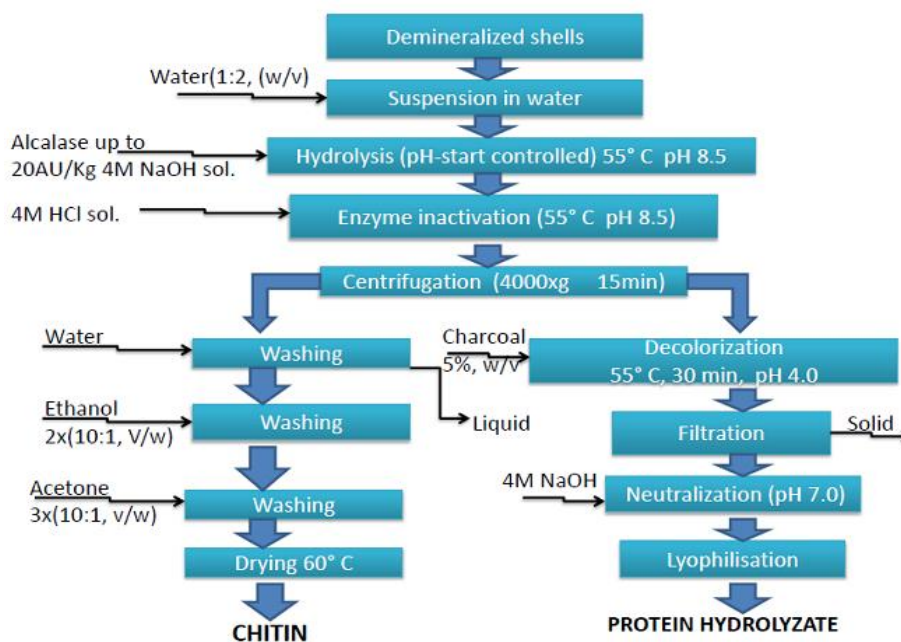 Demineralized shells
Water(1:2, (w/v)
Suspension in water
Alcalase up to
20AU/Kg 4M NaOH sol.
Hydrolysis (pH-start controlled) 55° C  pH 8.5
4M HCl sol.
Enzyme inactivation (55° C  pH 8.5)
Centrifugation  (4000xg    15min)
Water
Washing
Liquid
Ethanol
2x(10:1, V/w)
Washing
Acetone
3x(10:1, v/w)
Washing
Drying 60° C
CHITIN
Charcoal
5%, w/v
Decolorization
55° C, 30 min,  pH 4.0
Filtration
Solid
4M NaOH
Neutralization (pH 7.0)
Lyophilisation
PROTEIN HYDROLYZATE